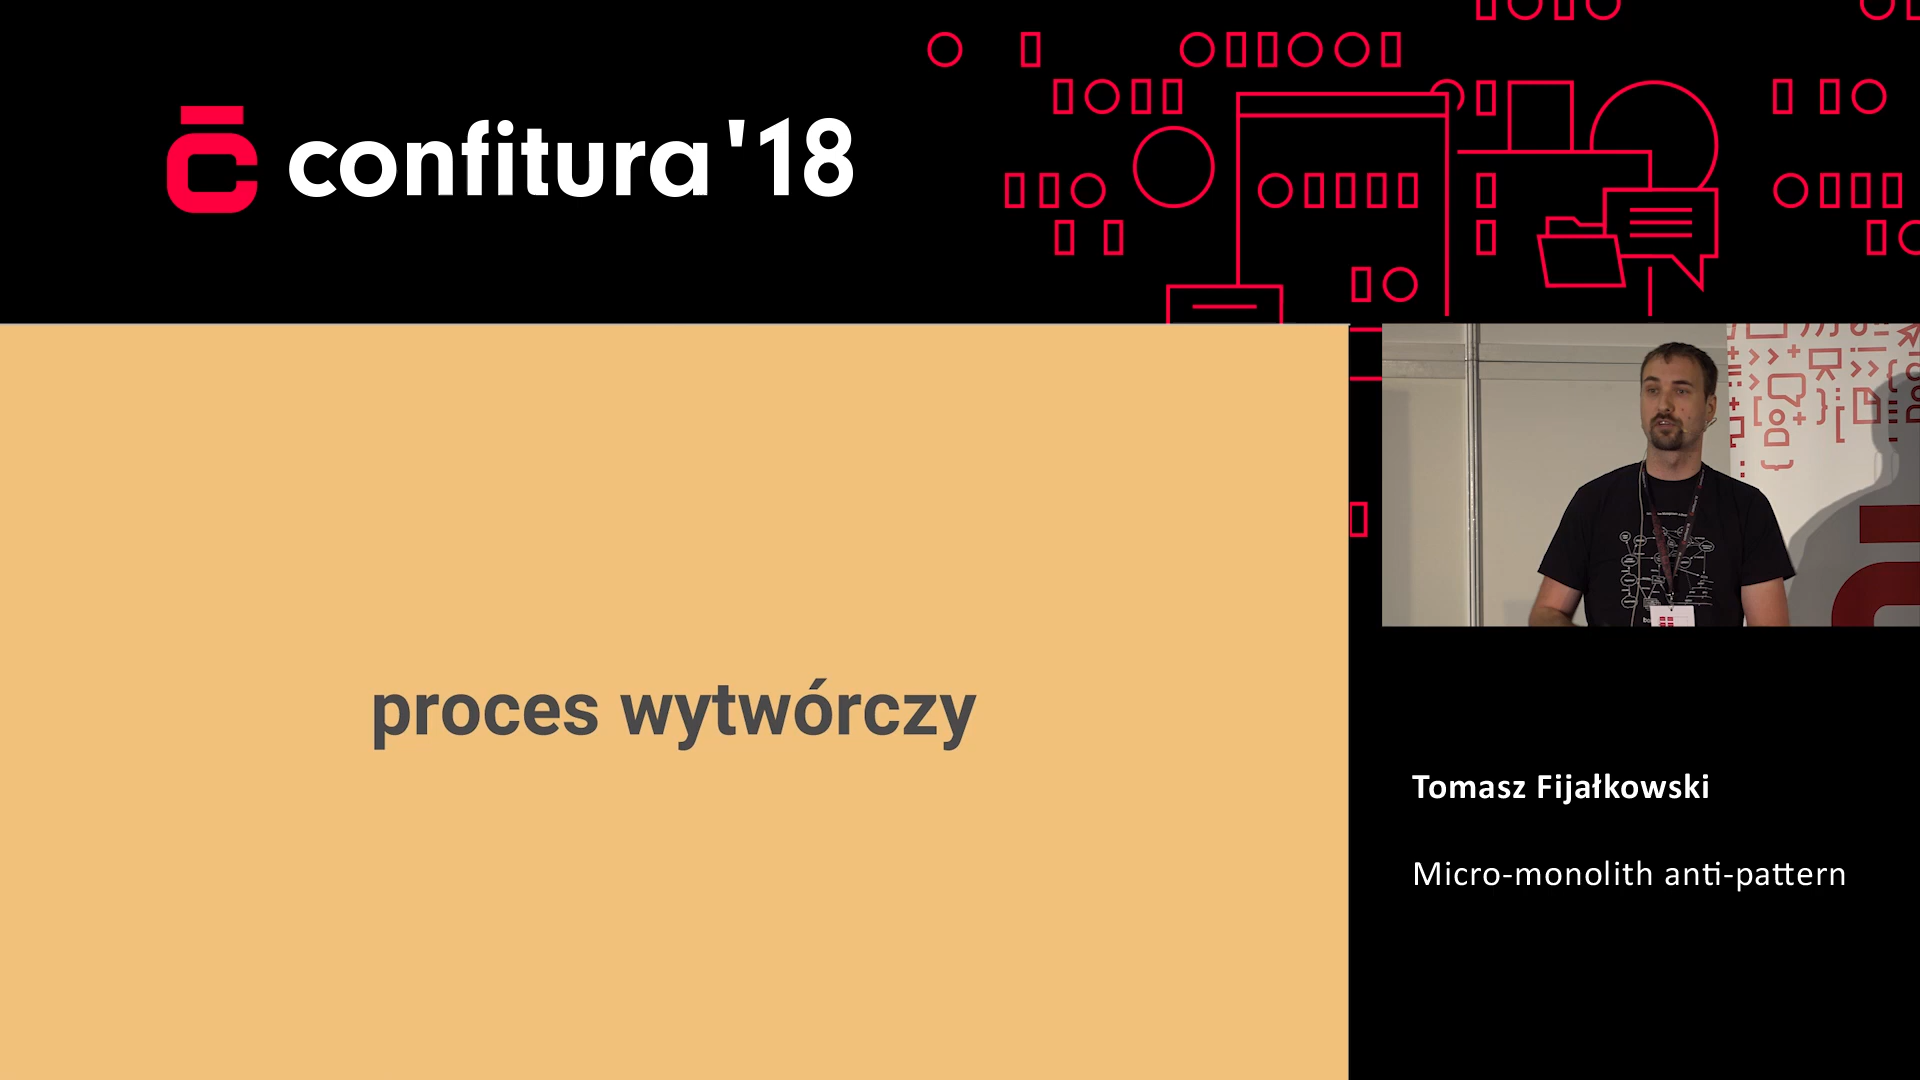 confitura '18
proces wytwórczy
Tomasz Fijałkowski
Micro-monolith anti-pattern